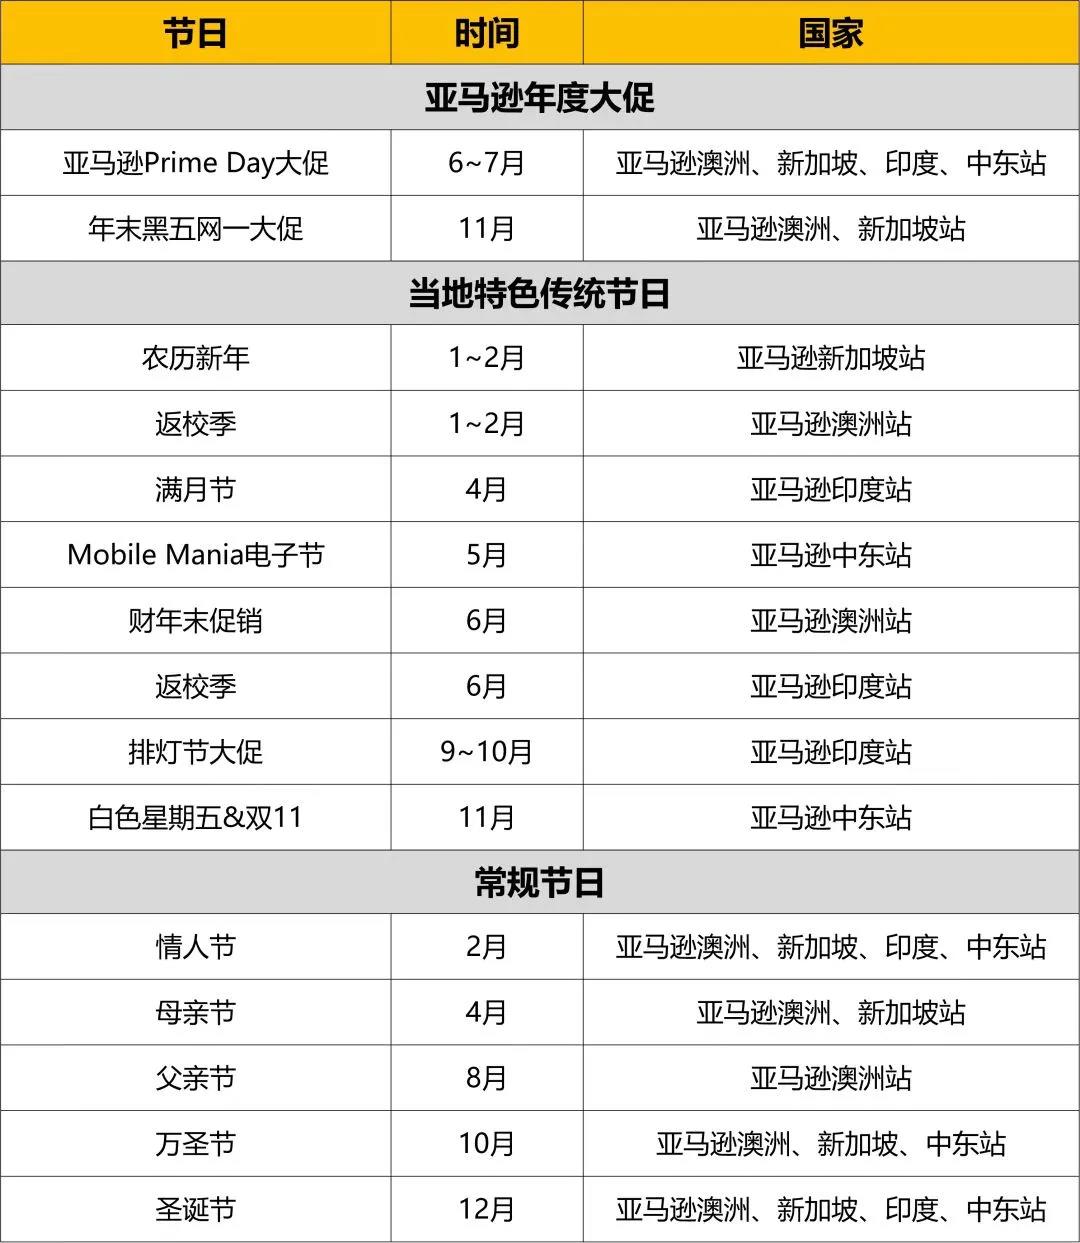 节日 时间 国家
亚马逊年度大促
亚马逊Prime Day大促 6~7月 亚马逊澳洲、新加坡、印度、中东站
年末黑五网一大促 11月 亚马逊澳洲、新加坡站
当地特色传统节日
农历新年 1~2月 亚马逊新加坡站
返校季 1~2月 亚马逊澳洲站
满月节 4月 亚马逊印度站
Mobile Mania电子节 5月 亚马逊中东站
财年末促销 6月 亚马逊澳洲站
返校季 6月 亚马逊印度站
排灯节大促 9~10月 亚马逊印度站
白色星期五&双11 11月 亚马逊中东站
常规节日
情人节 2月 亚马逊澳洲、新加坡、印度、中东站
母亲节 4月 亚马逊澳洲、新加坡站
父亲节 8月 亚马逊澳洲站
万圣节 10月 亚马逊澳洲、新加坡、中东站
圣诞节 12月 亚马逊澳洲、新加坡、印度、中东站